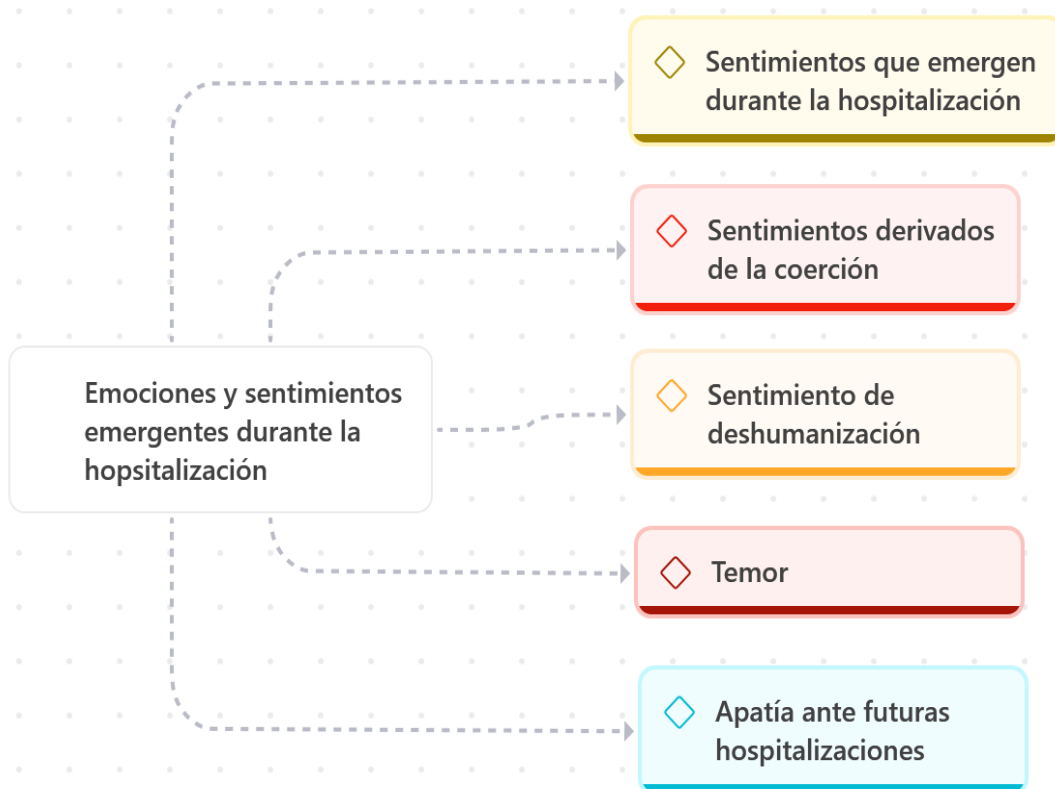 Sentimientos que emergen
durante la hospitalización
Sentimientos derivados
de la coerción
Emociones y sentimientos
emergentes durante la
hopsitalización
Sentimiento de
deshumanización
Temor
Apatía ante futuras
hospitalizaciones